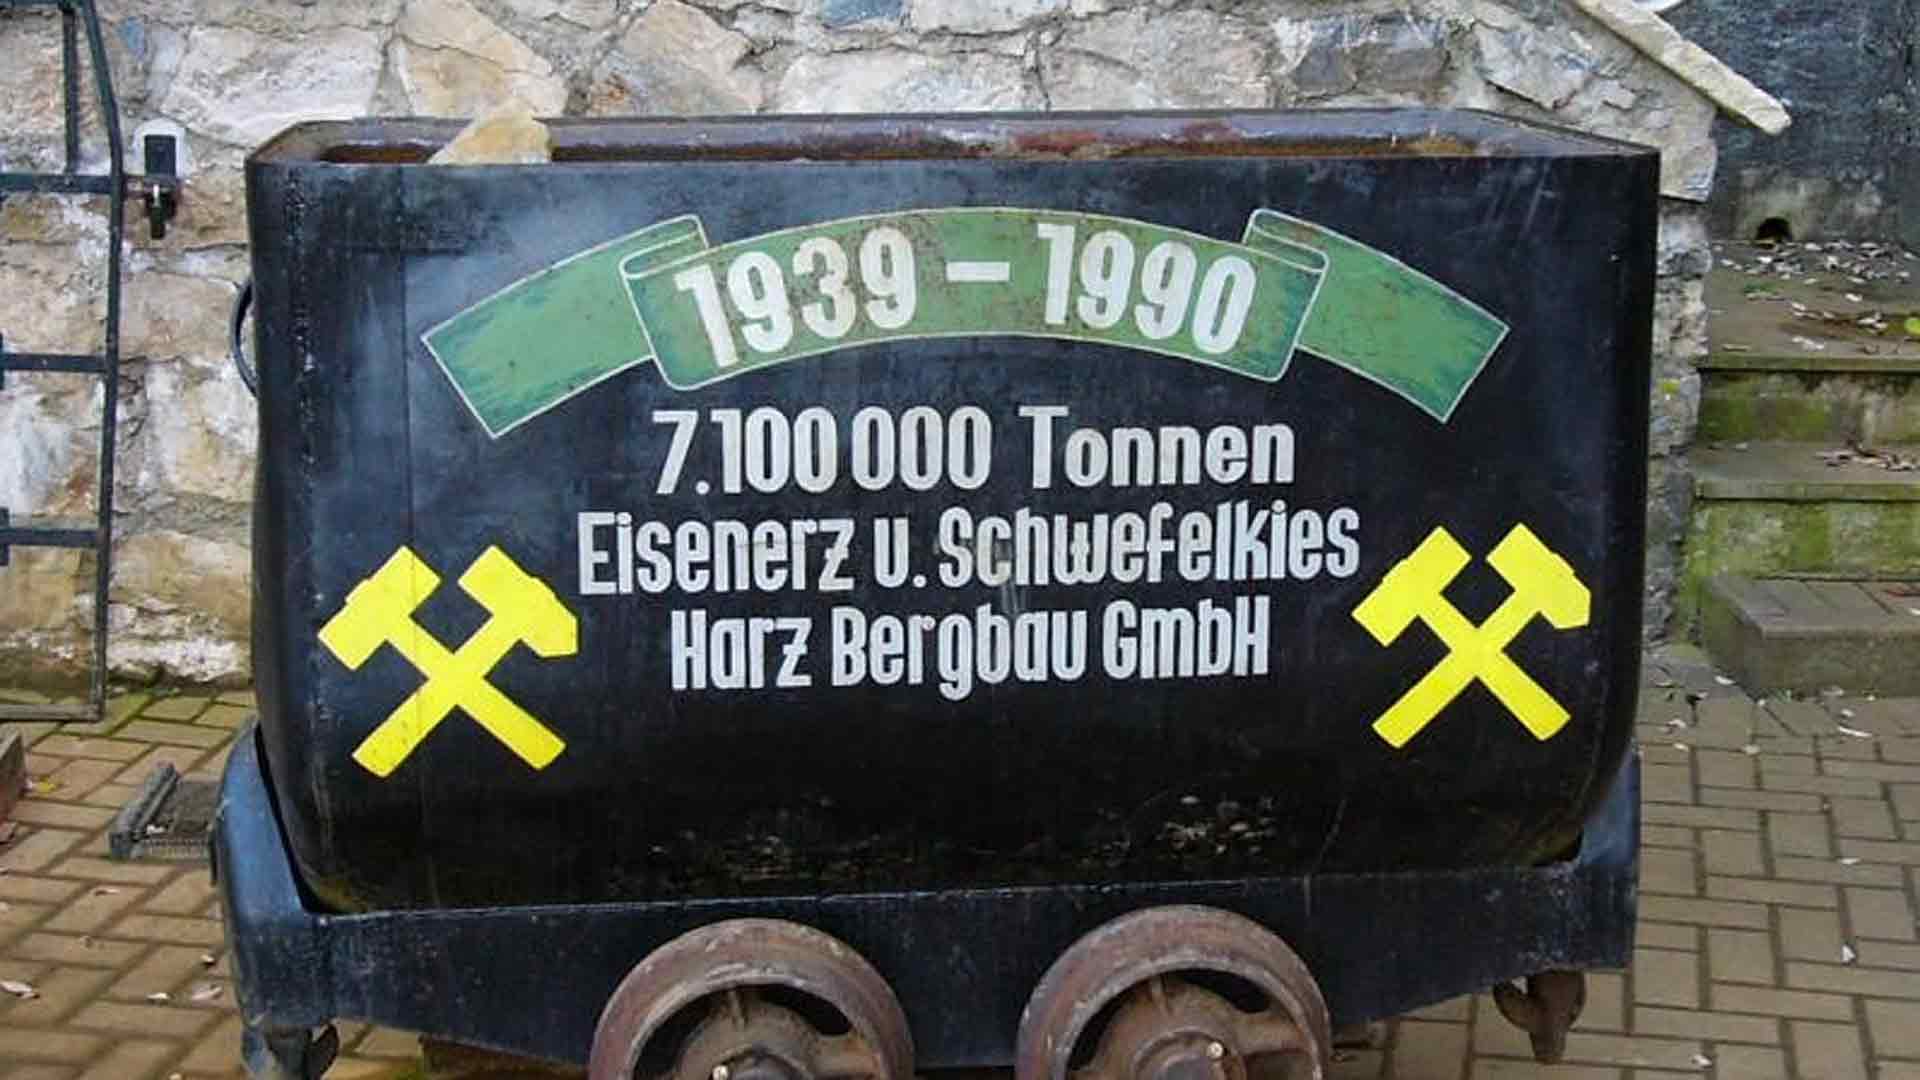 1939 - 1990
7.100 000 Tonnen
Eisenerz u. Schwefelkies
Harz Bergbau GmbH